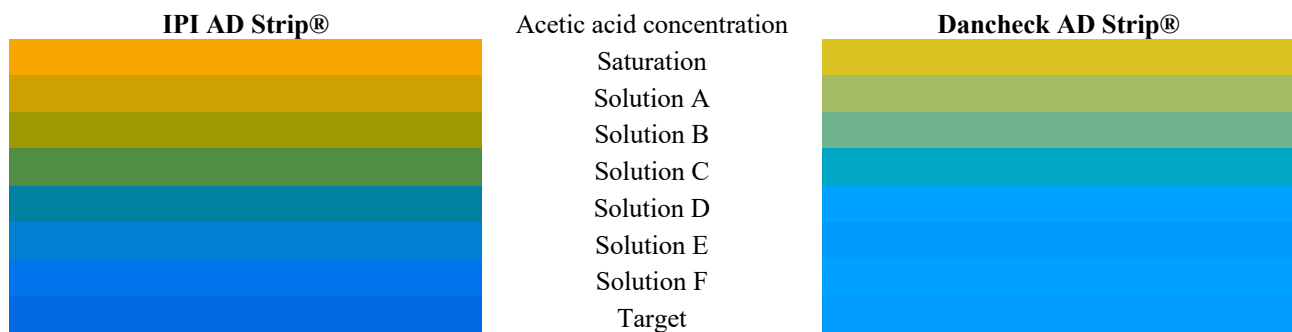 IPI AD Strip® Acetic acid concentration Dancheck AD Strip®
Saturation
Solution A
Solution B
Solution C
Solution D
Solution E
Solution F
Target